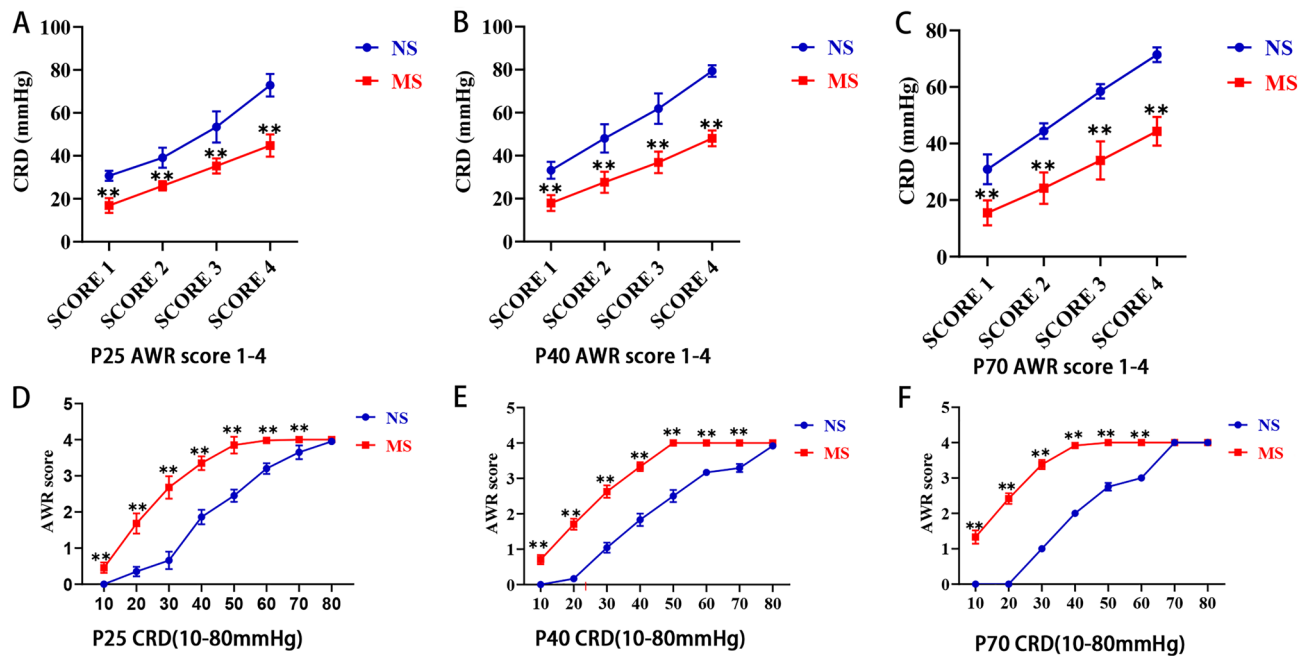 A
CRD (mmHg)
100
80
60
40
20
0
**
**
**
**
SCORE 1
SCORE 2
SCORE 3
SCORE 4
NS
MS
P25 AWR score 1-4
B
CRD (mmHg)
100
80
60
40
20
0
**
**
**
**
SCORE 1
SCORE 2
SCORE 3
SCORE 4
NS
MS
P40 AWR score 1-4
C
CRD (mmHg)
80
60
40
20
0
**
**
**
**
SCORE 1
SCORE 2
SCORE 3
SCORE 4
NS
MS
P70 AWR score 1-4
D
AWR score
5
4
3
2
1
0
**
**
**
**
**
**
**
10 20 30 40 50 60 70 80
NS
MS
P25 CRD(10-80mmHg)
E
AWR score
5
4
3
2
1
0
**
**
**
**
**
**
**
10 20 30 40 50 60 70 80
NS
MS
P40 CRD(10-80mmHg)
F
AWR score
5
4
3
2
1
0
**
**
**
**
**
**
10 20 30 40 50 60 70 80
NS
MS
P70 CRD(10-80mmHg)